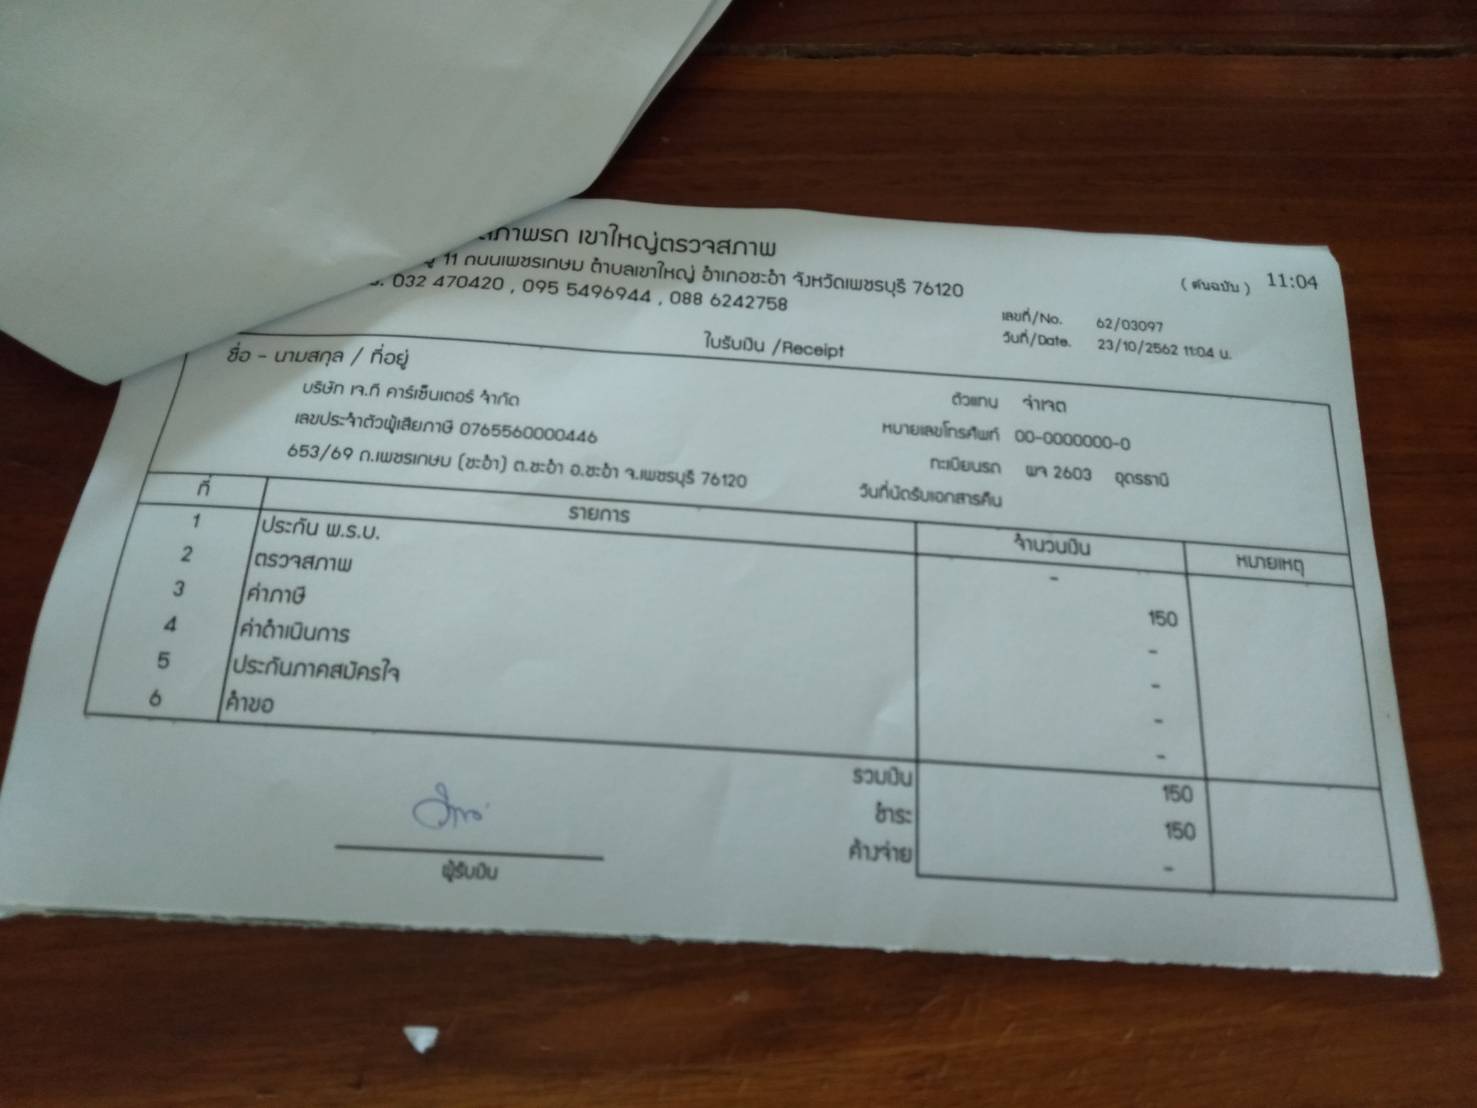 ภาพรถ เขาใหญ่ตรวจสภาพ
11 ถนนเพชรเกษม ตำบลเขาใหญ่ อำเภอชะอำ จังหวัดเพชรบุรี 76120
032 470420 , 095 5496944 , 088 6242758
( ต้นฉบับ ) 11:04
เลขที่/No. 62/03097
วันที่/Date. 23/10/2562 11:04 น.
ใบรับเงิน /Receipt
ชื่อ - นามสกุล / ที่อยู่
บริษัท เจ.ที คาร์เซ็นเตอร์ จำกัด
เลขประจำตัวผู้เสียภาษี 0765560000446
653/69 ถ.เพชรเกษม (ชะอำ) ต.ชะอำ อ.ชะอำ จ.เพชรบุรี 76120
ตัวแทน จ่าเจต
หมายเลขโทรศัพท์ 00-0000000-0
ทะเบียนรถ ผจ 2603 อุดรธานี
วันที่นัดรับเอกสารคืน
ที่ รายการ จำนวนเงิน หมายเหตุ
1 ประกัน พ.ร.บ. -
2 ตรวจสภาพ 150
3 ค่าภาษี -
4 ค่าดำเนินการ -
5 ประกันภาคสมัครใจ -
6 คำขอ -
รวมเงิน 150
ชำระ 150
ค้างจ่าย -
ผู้รับเงิน